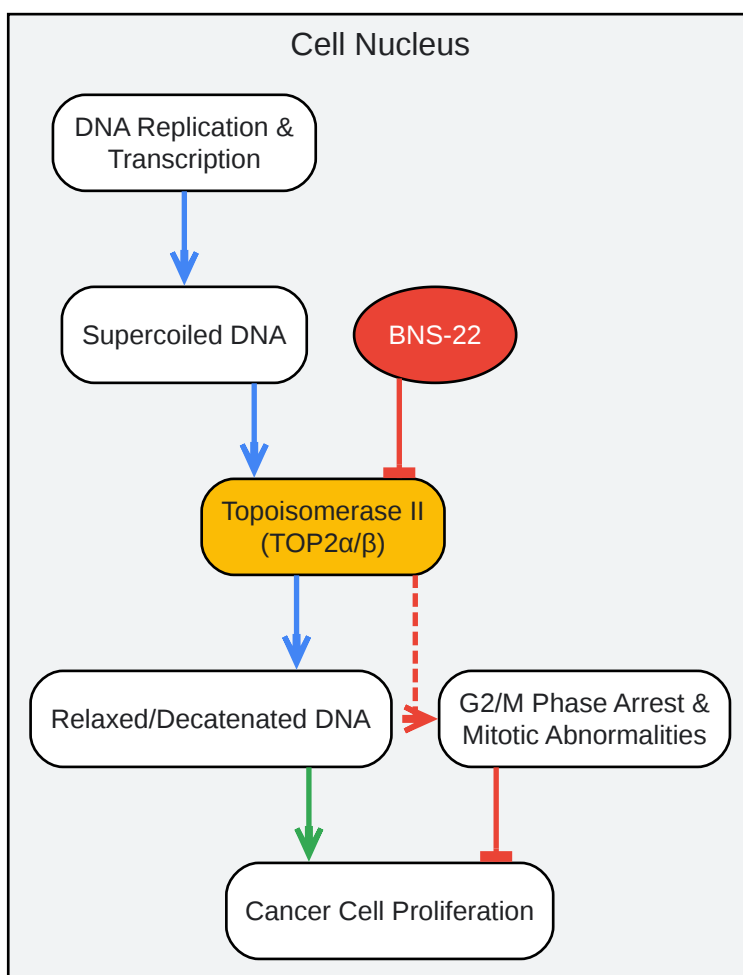 Cell Nucleus
DNA Replication &
Transcription
Supercoiled DNA
BNS-22
Topoisomerase II
(TOP2α/β)
Relaxed/Decatenated DNA
G2/M Phase Arrest &
Mitotic Abnormalities
Cancer Cell Proliferation